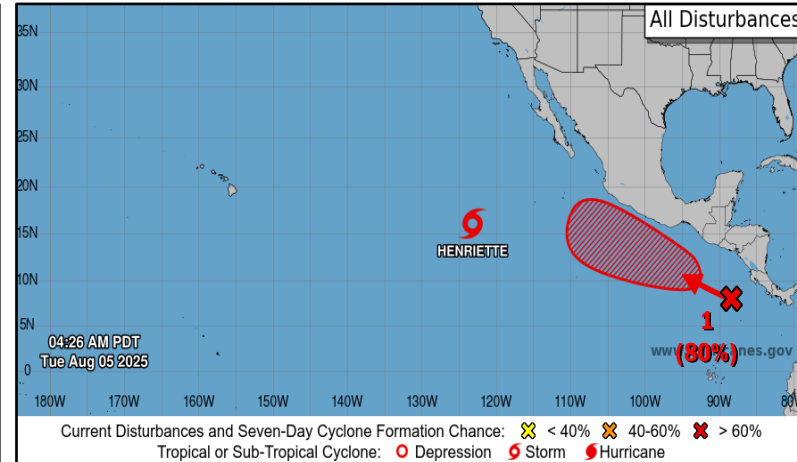 All Disturbances
35N
30N
25N
20N
15N
10N
5N
0
HENRIETTE
1
(80%)
04:26 AM PDT
Tue Aug 05 2025
180W 170W 160W 150W 140W 130W 120W 110W 100W 90W
Current Disturbances and Seven-Day Cyclone Formation Chance: < 40% 40-60% > 60%
Tropical or Sub-Tropical Cyclone: Depression Storm Hurricane